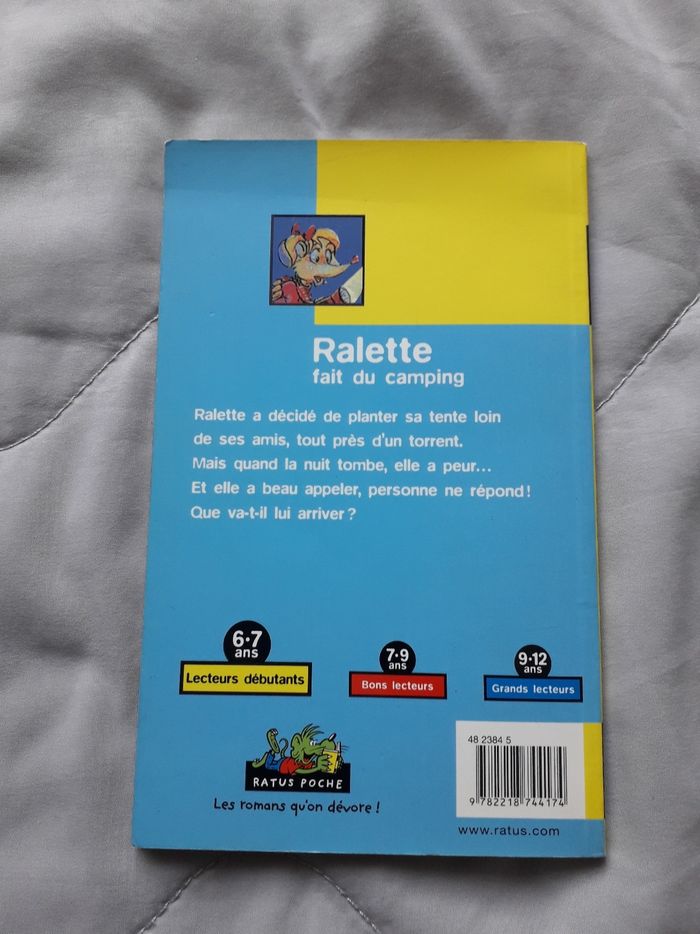 Ralette
fait du camping
Ralette a décidé de planter sa tente loin
de ses amis, tout près d'un torrent.
Mais quand la nuit tombe, elle a peur...
Et elle a beau appeler, personne ne répond !
Que va-t-il lui arriver ?
6•7
ans
Lecteurs débutants
7•9
ans
Bons lecteurs
9•12
ans
Grands lecteurs
RATUS POCHE
Les romans qu'on dévore !
48 2384 5
9 782218 744174
www.ratus.com